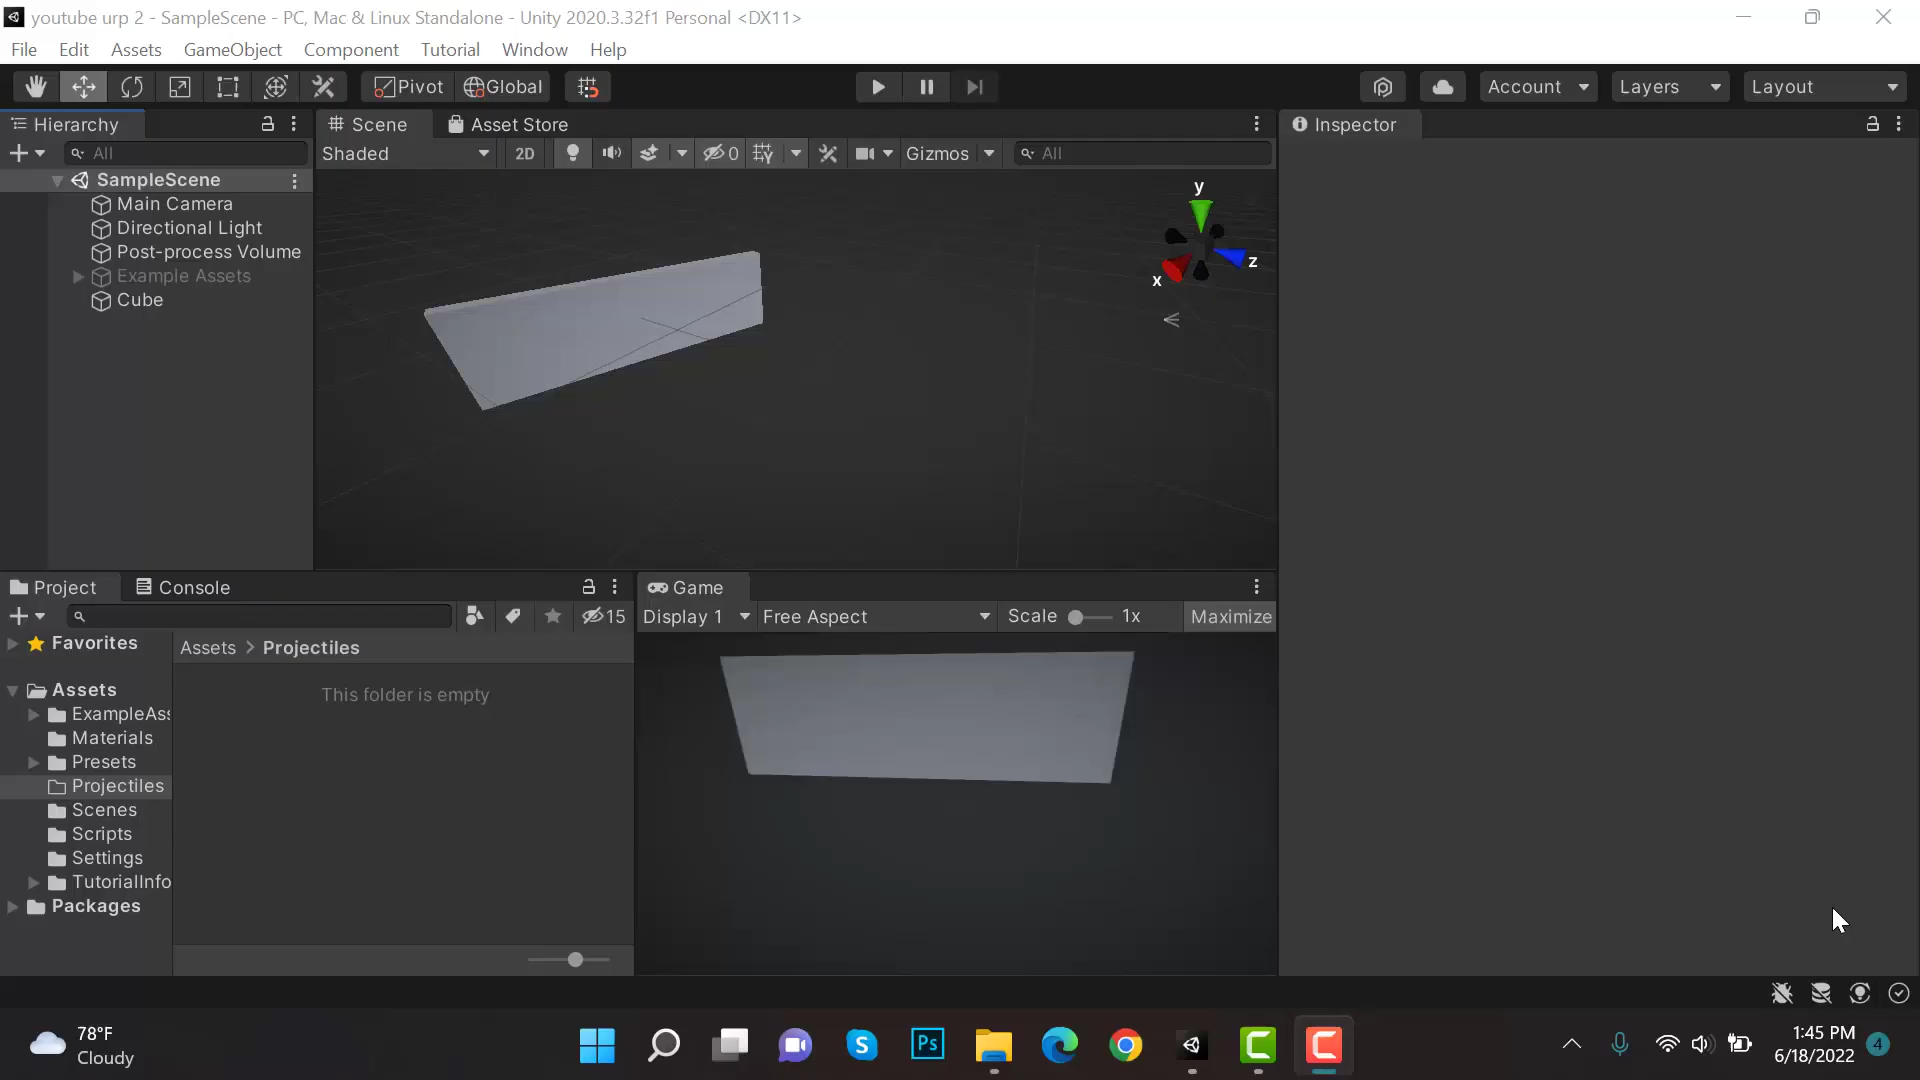 youtube urp 2 - SampleScene - PC, Mac & Linux Standalone - Unity 2020.3.32f1 Personal <DX11>
File Edit Assets GameObject Component Tutorial Window Help
Pivot Global Account Layers Layout
Hierarchy
Scene Asset Store
Inspector
All
Shaded 2D 0 Gizmos All
SampleScene
Main Camera
Directional Light
Post-process Volume
Example Assets
Cube
y
z
x
Project Console
Game
15
Display 1 Free Aspect Scale 1x Maximize
Favorites
Assets > Projectiles
This folder is empty
Assets
ExampleAss
Materials
Presets
Projectiles
Scenes
Scripts
Settings
TutorialInfo
Packages
78°F
Cloudy
Ps
1:45 PM
6/18/2022
4